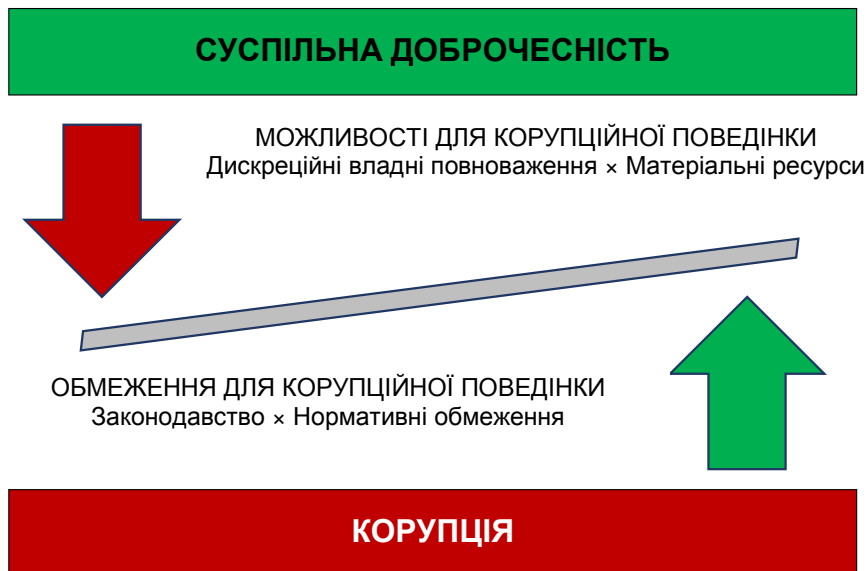 СУСПІЛЬНА ДОБРОЧЕСНІСТЬ
МОЖЛИВОСТІ ДЛЯ КОРУПЦІЙНОЇ ПОВЕДІНКИ
Дискреційні владні повноваження × Матеріальні ресурси
ОБМЕЖЕННЯ ДЛЯ КОРУПЦІЙНОЇ ПОВЕДІНКИ
Законодавство × Нормативні обмеження
КОРУПЦІЯ